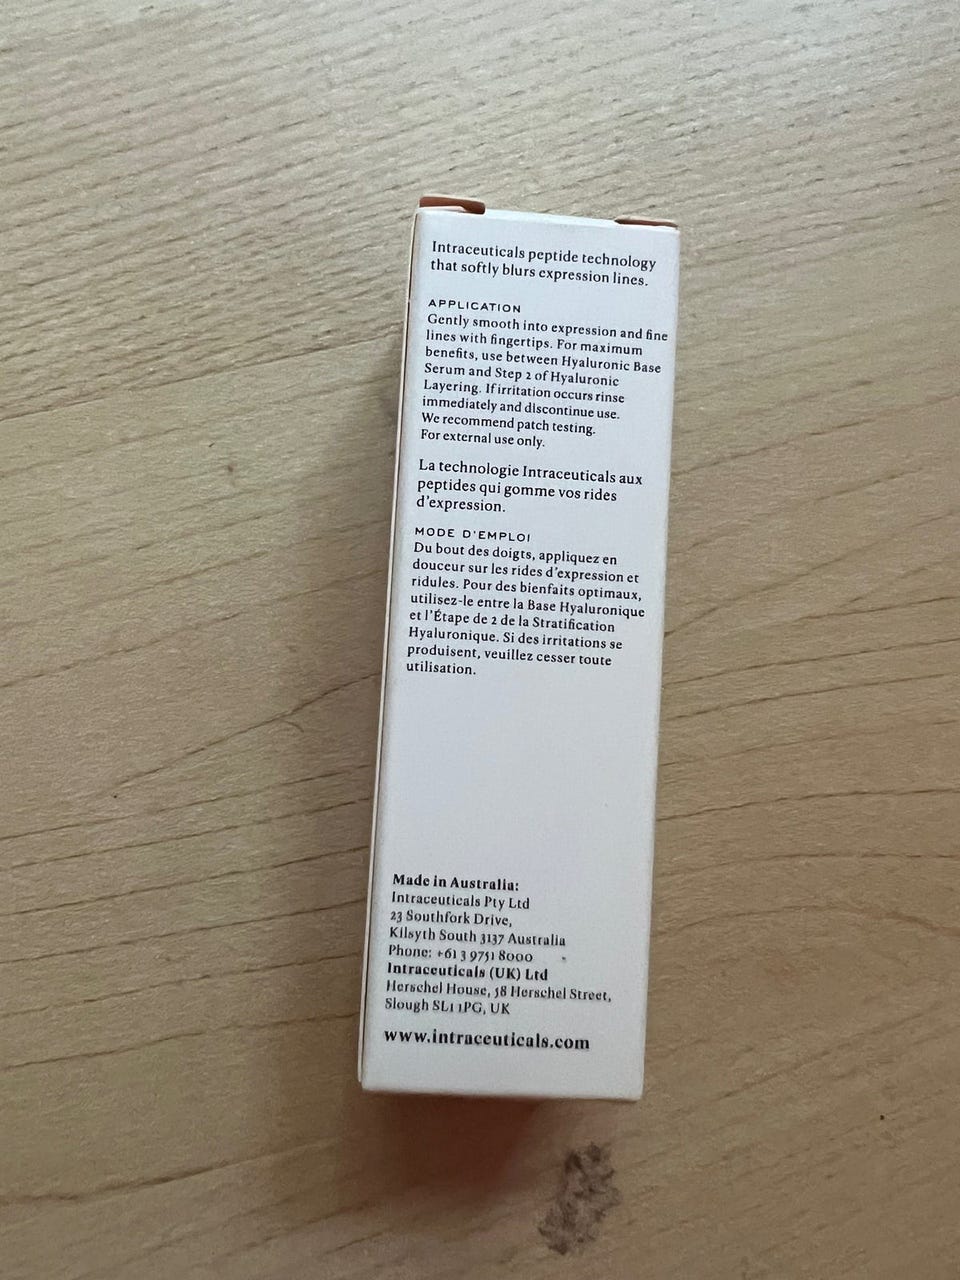 Intraceuticals peptide technology
that softly blurs expression lines.
APPLICATION
Gently smooth into expression and fine
lines with fingertips. For maximum
benefits, use between Hyaluronic Base
Serum and Step 2 of Hyaluronic
Layering. If irritation occurs rinse
immediately and discontinue use.
We recommend patch testing.
For external use only.
La technologie Intraceuticals aux
peptides qui gomme vos rides
d'expression.
MODE D'EMPLOI
Du bout des doigts, appliquez en
douceur sur les rides d'expression et
ridules. Pour des bienfaits optimaux,
utilisez-le entre la Base Hyaluronique
et l'Étape de 2 de la Stratification
Hyaluronique. Si des irritations se
produisent, veuillez cesser toute
utilisation.
Made in Australia:
Intraceuticals Pty Ltd
23 Southfork Drive,
Kilsyth South 3137 Australia
Phone: +61 3 9751 8000
Intraceuticals (UK) Ltd
Herschel House, 58 Herschel Street,
Slough SL1 1PG, UK
www.intraceuticals.com